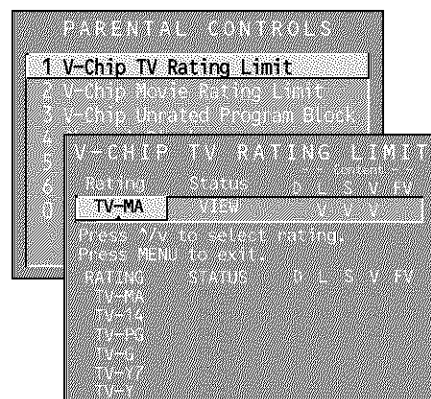 PARENTAL CONTROLS
1 V-Chip TV Rating Limit
2 V-Chip Movie Rating Limit
3 V-Chip Unrated Program Block
4
5
6
0
V-CHIP TV RATING LIMIT
- - Content - -
Rating Status D L S V FV
TV-MA VIEW V V V
Press ^/v to select rating.
Press MENU to exit.
RATING STATUS D L S V FV
TV-MA
TV-14
TV-PG
TV-G
TV-Y7
TV-Y